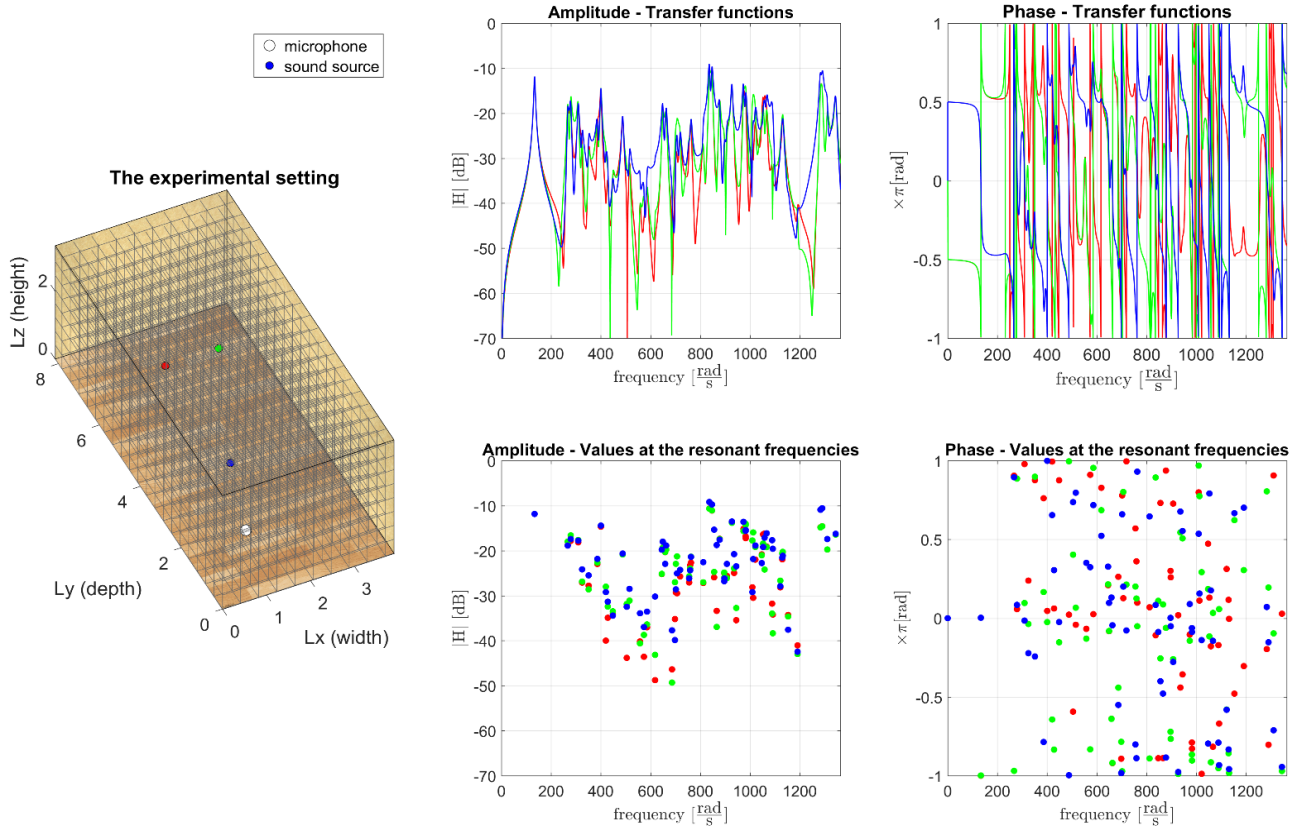 microphone
sound source
The experimental setting
Lz (height)
2
0
8
6
4
2
0
Ly (depth)
0
1
2
3
Lx (width)
Amplitude - Transfer functions
0
-10
-20
-30
-40
-50
-60
-70
|H| [dB]
0 200 400 600 800 1000 1200
frequency [rad/s]
Phase - Transfer functions
1
0.5
0
-0.5
-1
×π[rad]
0 200 400 600 800 1000 1200
frequency [rad/s]
Amplitude - Values at the resonant frequencies
0
-10
-20
-30
-40
-50
-60
-70
|H| [dB]
0 200 400 600 800 1000 1200
frequency [rad/s]
Phase - Values at the resonant frequencies
1
0.5
0
-0.5
-1
×π[rad]
0 200 400 600 800 1000 1200
frequency [rad/s]